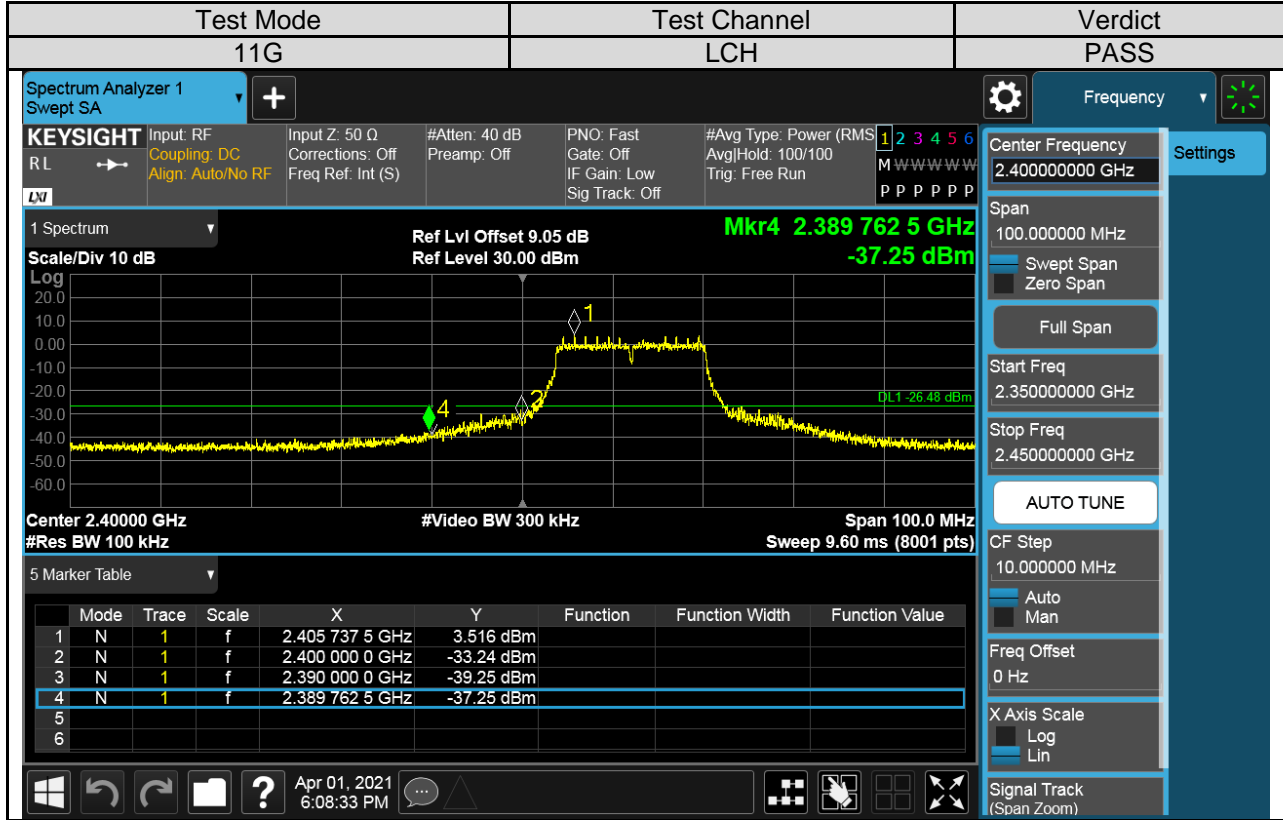 Test Mode Test Channel Verdict
11G LCH PASS
Spectrum Analyzer 1
Swept SA
Frequency
KEYSIGHT Input: RF Input Z: 50 Ω #Atten: 40 dB PNO: Fast #Avg Type: Power (RMS 1 2 3 4 5 6
RL Coupling: DC Corrections: Off Preamp: Off Gate: Off Avg|Hold: 100/100 M W W W W W
Align: Auto/No RF Freq Ref: Int (S) IF Gain: Low Trig: Free Run
LXI Sig Track: Off P P P P P P
1 Spectrum
Ref Lvl Offset 9.05 dB
Mkr4 2.389 762 5 GHz
Scale/Div 10 dB Ref Level 30.00 dBm -37.25 dBm
Log
20.0
10.0
0.00
-10.0
-20.0
-30.0
-40.0
-50.0
-60.0
1
2
4
DL1 -26.48 dBm
Center 2.40000 GHz #Video BW 300 kHz Span 100.0 MHz
#Res BW 100 kHz Sweep 9.60 ms (8001 pts)
5 Marker Table
Mode Trace Scale X Y Function Function Width Function Value
1 N 1 f 2.405 737 5 GHz 3.516 dBm
2 N 1 f 2.400 000 0 GHz -33.24 dBm
3 N 1 f 2.390 000 0 GHz -39.25 dBm
4 N 1 f 2.389 762 5 GHz -37.25 dBm
5
6
Apr 01, 2021
6:08:33 PM
?
Center Frequency
2.400000000 GHz
Settings
Span
100.000000 MHz
Swept Span
Zero Span
Full Span
Start Freq
2.350000000 GHz
Stop Freq
2.450000000 GHz
AUTO TUNE
CF Step
10.000000 MHz
Auto
Man
Freq Offset
0 Hz
X Axis Scale
Log
Lin
Signal Track
(Span Zoom)